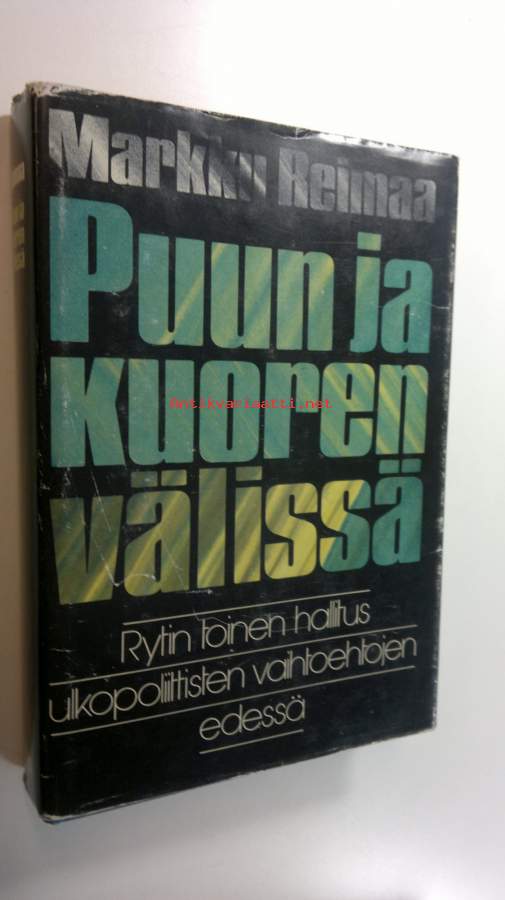 Markku Reimaa
Puun ja
kuoren
välissä
Rytin toinen hallitus
ulkopoliittisten vaihtoehtojen
edessä
Antikvariaatti.net